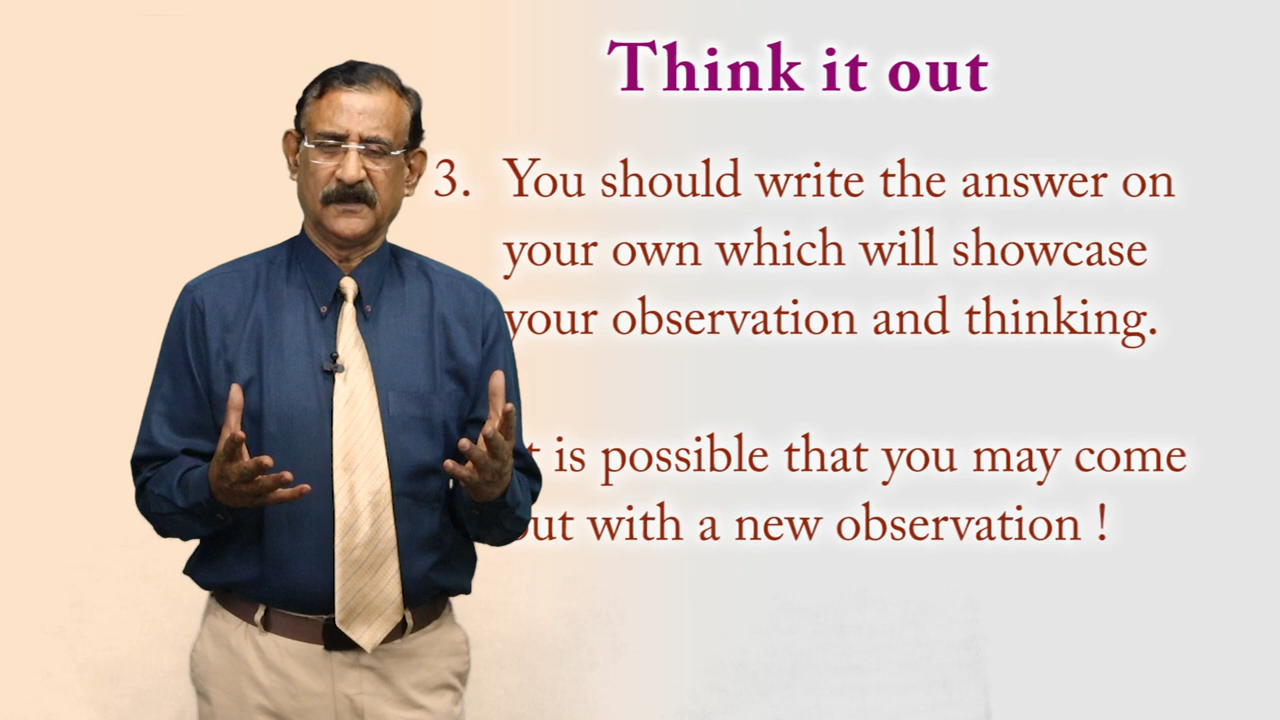 Think it out
3. You should write the answer on
your own which will showcase
your observation and thinking.
is possible that you may come
with a new observation !